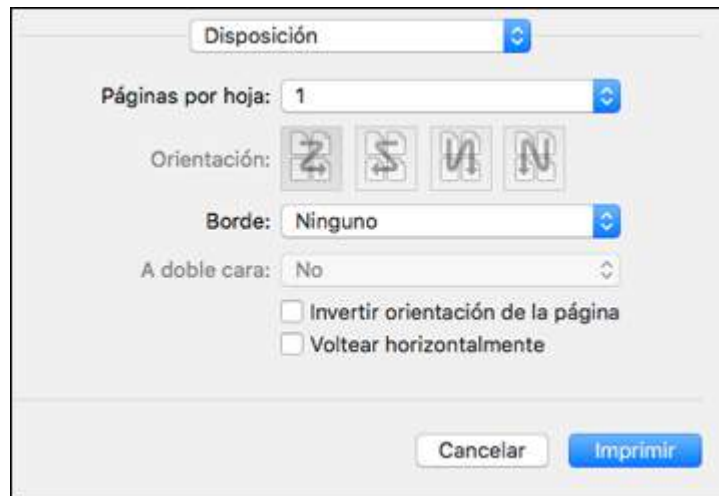 Disposición
Páginas por hoja: 1
Orientación:
Borde: Ninguno
A doble cara: No
Invertir orientación de la página
Voltear horizontalmente
Cancelar Imprimir